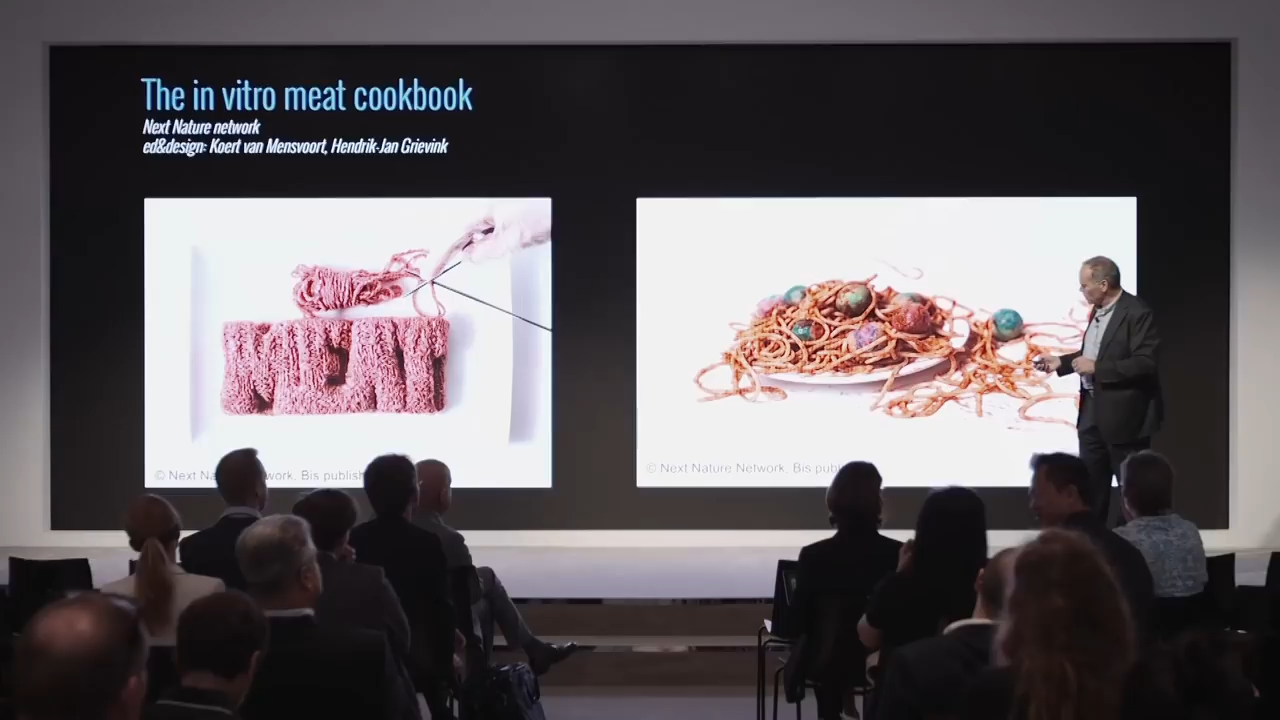 The in vitro meat cookbook
Next Nature network
ed&design: Koert van Mensvoort, Hendrik-Jan Grievink
MEAT
© Next Na work. Bis publish
© Next Nature Network, Bis publ